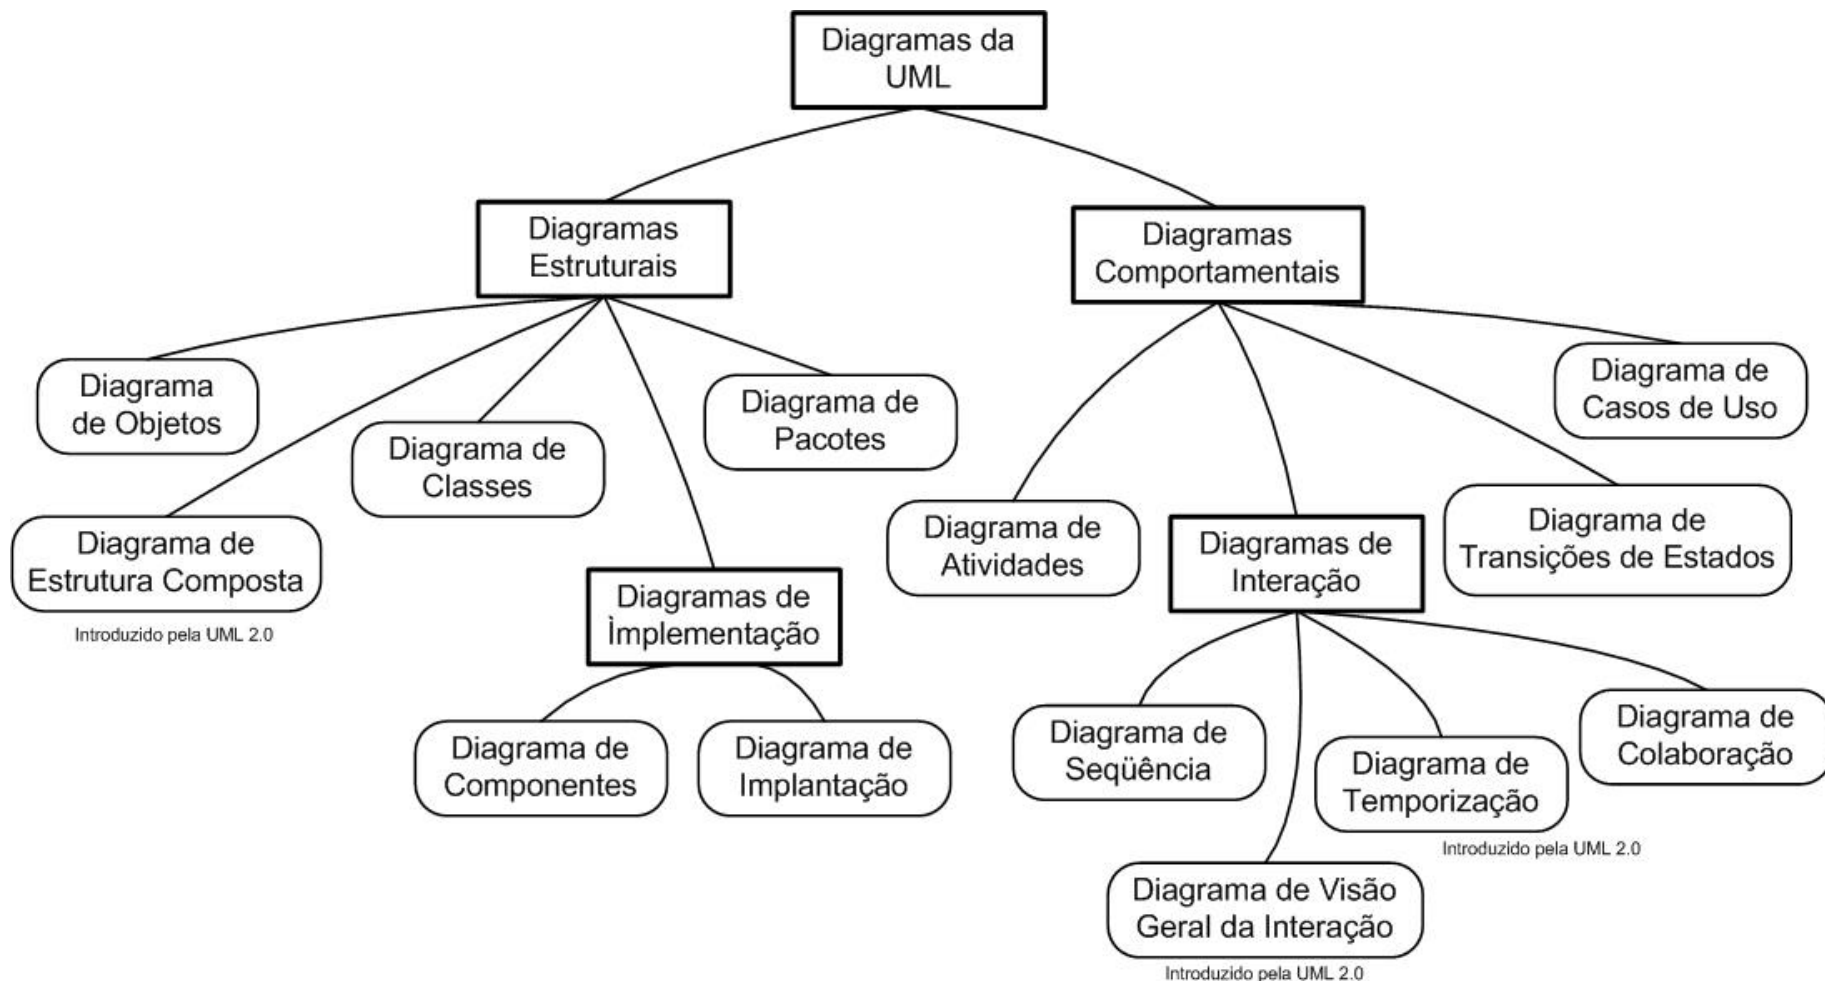 Diagramas da
UML
Diagramas
Estruturais
Diagramas
Comportamentais
Diagrama
de Objetos
Diagrama de
Estrutura Composta
Introduzido pela UML 2.0
Diagrama de
Classes
Diagrama de
Pacotes
Diagramas de
Ìmplementação
Diagrama de
Componentes
Diagrama de
Implantação
Diagrama de
Atividades
Diagramas de
Interação
Diagrama de
Transições de Estados
Diagrama de
Casos de Uso
Diagrama de
Seqüência
Diagrama de Visão
Geral da Interação
Introduzido pela UML 2.0
Diagrama de
Temporização
Introduzido pela UML 2.0
Diagrama de
Colaboração